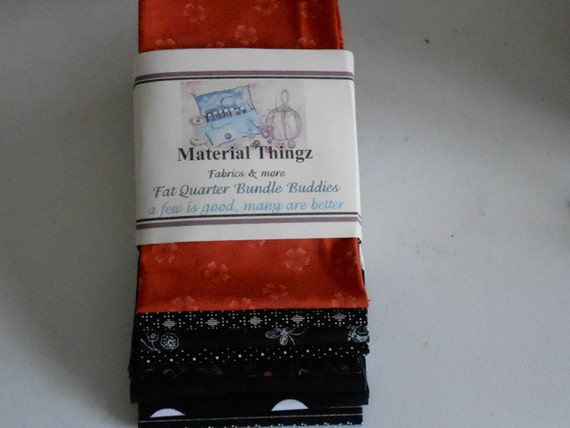 Material Thingz
Fabrics & more
Fat Quarter Bundle Buddies
a few is good, many are better